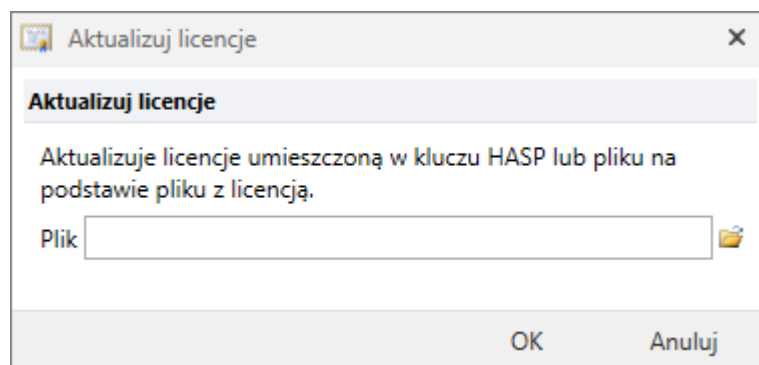 Aktualizuj licencje
Aktualizuj licencje
Aktualizuje licencje umieszczoną w kluczu HASP lub pliku na
podstawie pliku z licencją.
Plik
OK Anuluj